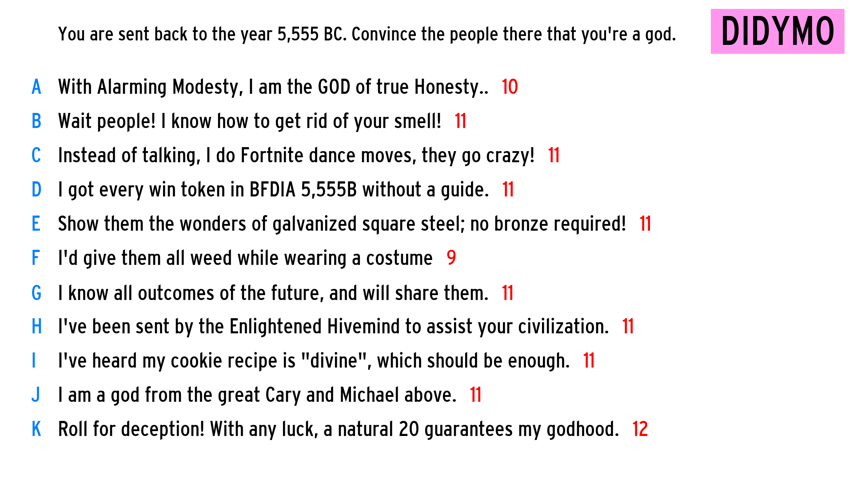 You are sent back to the year 5,555 BC. Convince the people there that you're a god.
DIDYMO
A With Alarming Modesty, I am the GOD of true Honesty.. 10
B Wait people! I know how to get rid of your smell! 11
C Instead of talking, I do Fortnite dance moves, they go crazy! 11
D I got every win token in BFDIA 5,555B without a guide. 11
E Show them the wonders of galvanized square steel; no bronze required! 11
F I'd give them all weed while wearing a costume 9
G I know all outcomes of the future, and will share them. 11
H I've been sent by the Enlightened Hivemind to assist your civilization. 11
I I've heard my cookie recipe is "divine", which should be enough. 11
J I am a god from the great Cary and Michael above. 11
K Roll for deception! With any luck, a natural 20 guarantees my godhood. 12